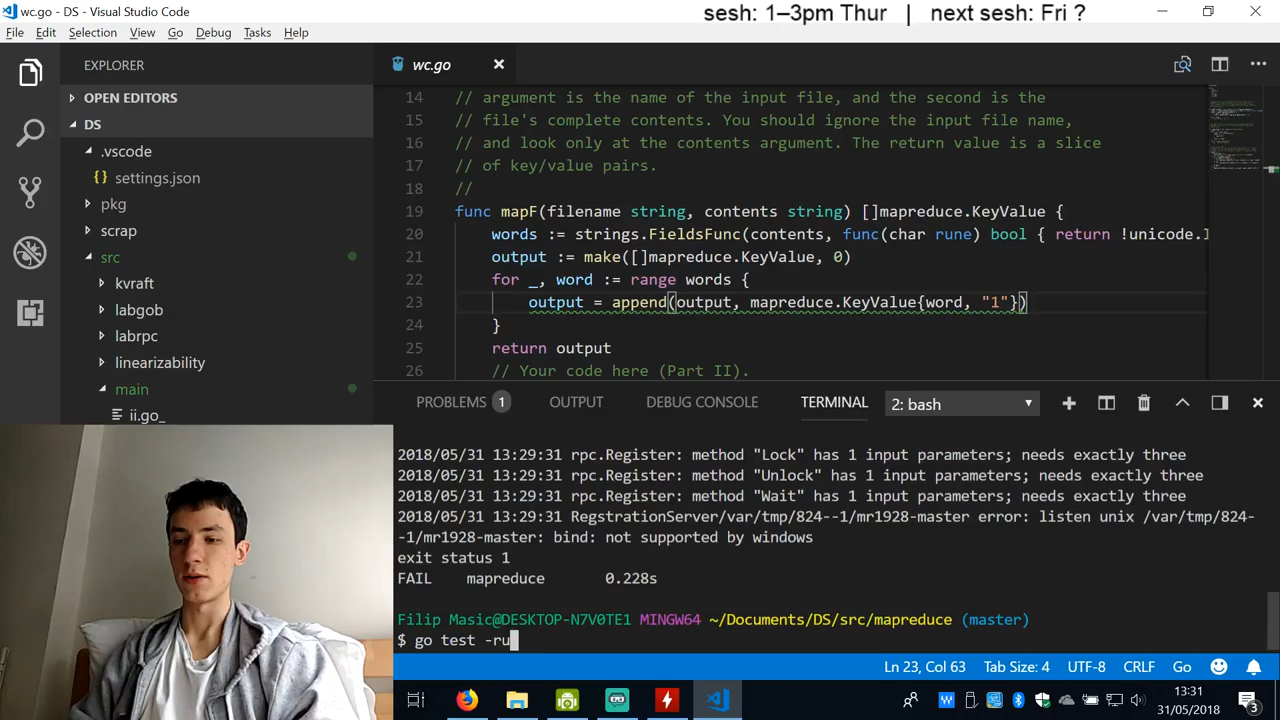 wc.go - DS - Visual Studio Code
sesh: 1–3pm Thur | next sesh: Fri ?
File Edit Selection View Go Debug Tasks Help
EXPLORER
OPEN EDITORS
DS
.vscode
{} settings.json
pkg
scrap
src
kvraft
labgob
labrpc
linearizability
main
ii.go_
wc.go
14 // argument is the name of the input file, and the second is the
15 // file's complete contents. You should ignore the input file name,
16 // and look only at the contents argument. The return value is a slice
17 // of key/value pairs.
18 //
19 func mapF(filename string, contents string) []mapreduce.KeyValue {
20 words := strings.FieldsFunc(contents, func(char rune) bool { return !unicode.
21 output := make([]mapreduce.KeyValue, 0)
22 for _, word := range words {
23 output = append(output, mapreduce.KeyValue{word, "1"})
24 }
25 return output
26 // Your code here (Part II).
PROBLEMS 1 OUTPUT DEBUG CONSOLE TERMINAL 2: bash
2018/05/31 13:29:31 rpc.Register: method "Lock" has 1 input parameters; needs exactly three
2018/05/31 13:29:31 rpc.Register: method "Unlock" has 1 input parameters; needs exactly three
2018/05/31 13:29:31 rpc.Register: method "Wait" has 1 input parameters; needs exactly three
2018/05/31 13:29:31 RegstrationServer/var/tmp/824--1/mr1928-master error: listen unix /var/tmp/824-
-1/mr1928-master: bind: not supported by windows
exit status 1
FAIL mapreduce 0.228s
Filip Masic@DESKTOP-N7V0TE1 MINGW64 ~/Documents/DS/src/mapreduce (master)
$ go test -ru
Ln 23, Col 63 Tab Size: 4 UTF-8 CRLF Go
13:31
31/05/2018
3